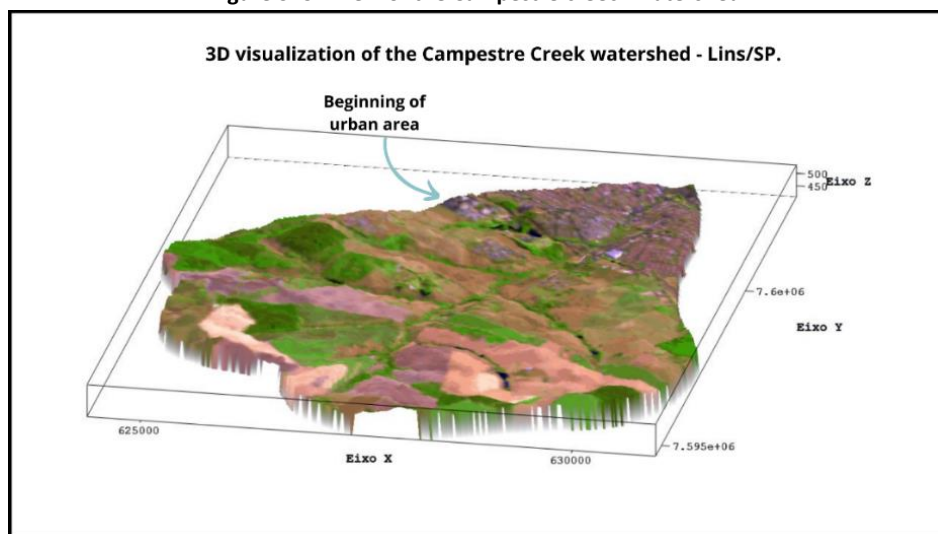 3D visualization of the Campestre Creek watershed - Lins/SP.
Beginning of
urban area
500
450
Eixo Z
7.6e+06
Eixo Y
7.595e+06
625000
Eixo X
630000